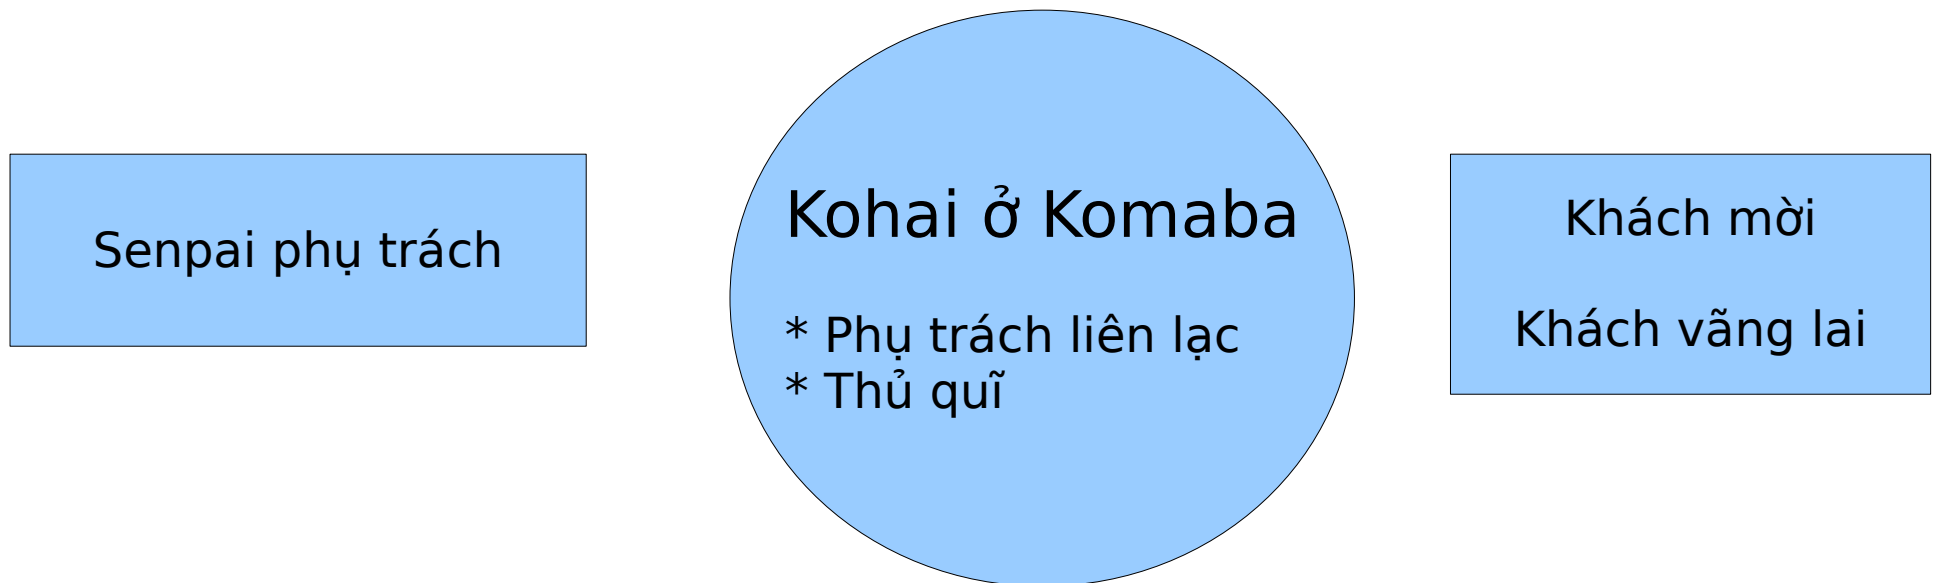 Senpai phụ trách
Kohai ở Komaba
* Phụ trách liên lạc
* Thủ quĩ
Khách mời
Khách vãng lai